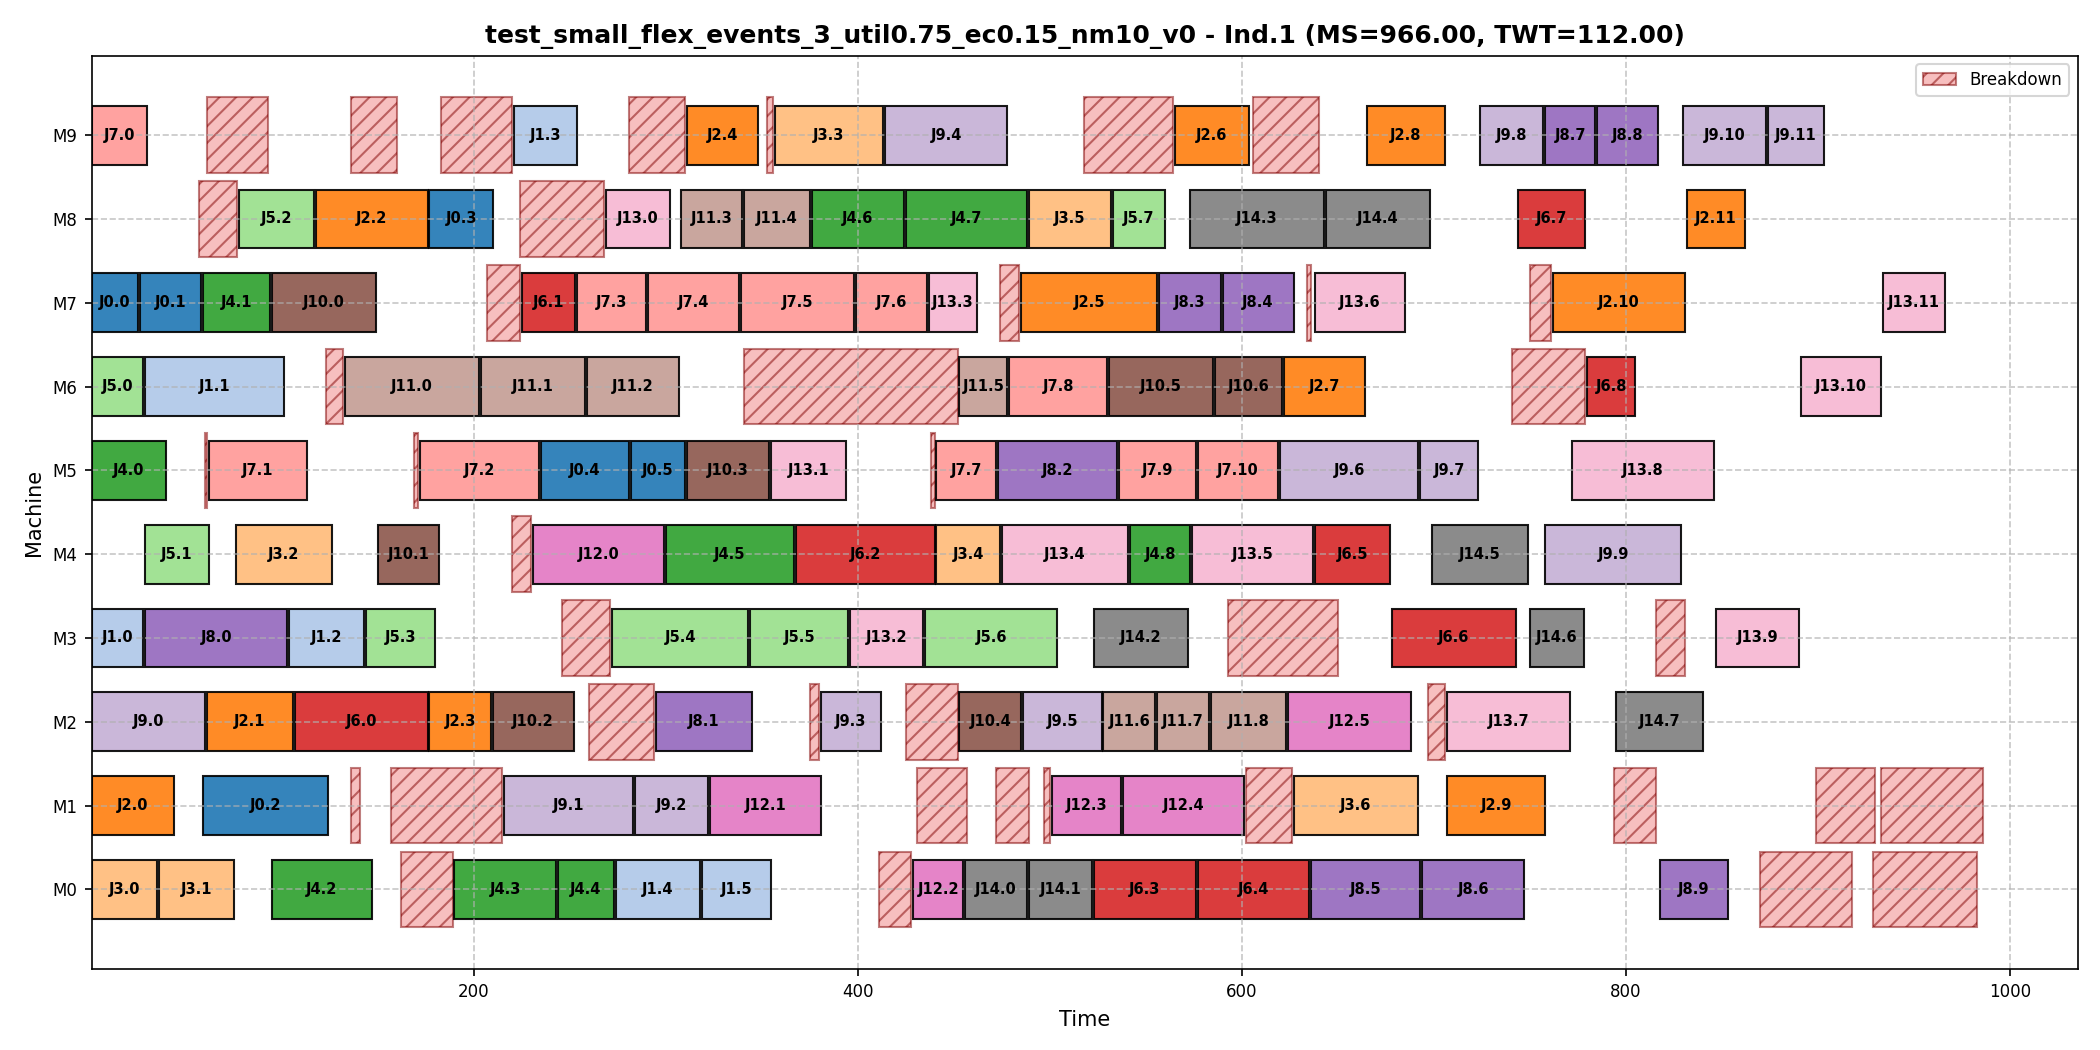 test_small_flex_events_3_util0.75_ec0.15_nm10_v0 - Ind.1 (MS=966.00, TWT=112.00)
Breakdown
M9 J7.0 J1.3 J2.4 J3.3 J9.4 J2.6 J2.8 J9.8 J8.7 J8.8 J9.10 J9.11
M8 J5.2 J2.2 J0.3 J13.0 J11.3 J11.4 J4.6 J4.7 J3.5 J5.7 J14.3 J14.4 J6.7 J2.11
M7 J0.0 J0.1 J4.1 J10.0 J6.1 J7.3 J7.4 J7.5 J7.6 J13.3 J2.5 J8.3 J8.4 J13.6 J2.10 J13.11
M6 J5.0 J1.1 J11.0 J11.1 J11.2 J11.5 J7.8 J10.5 J10.6 J2.7 J6.8 J13.10
M5 J4.0 J7.1 J7.2 J0.4 J0.5 J10.3 J13.1 J7.7 J8.2 J7.9 J7.10 J9.6 J9.7 J13.8
M4 J5.1 J3.2 J10.1 J12.0 J4.5 J6.2 J3.4 J13.4 J4.8 J13.5 J6.5 J14.5 J9.9
M3 J1.0 J8.0 J1.2 J5.3 J5.4 J5.5 J13.2 J5.6 J14.2 J6.6 J14.6 J13.9
M2 J9.0 J2.1 J6.0 J2.3 J10.2 J8.1 J9.3 J10.4 J9.5 J11.6 J11.7 J11.8 J12.5 J13.7 J14.7
M1 J2.0 J0.2 J9.1 J9.2 J12.1 J12.3 J12.4 J3.6 J2.9
M0 J3.0 J3.1 J4.2 J4.3 J4.4 J1.4 J1.5 J12.2 J14.0 J14.1 J6.3 J6.4 J8.5 J8.6 J8.9
Machine
200 400 600 800 1000
Time